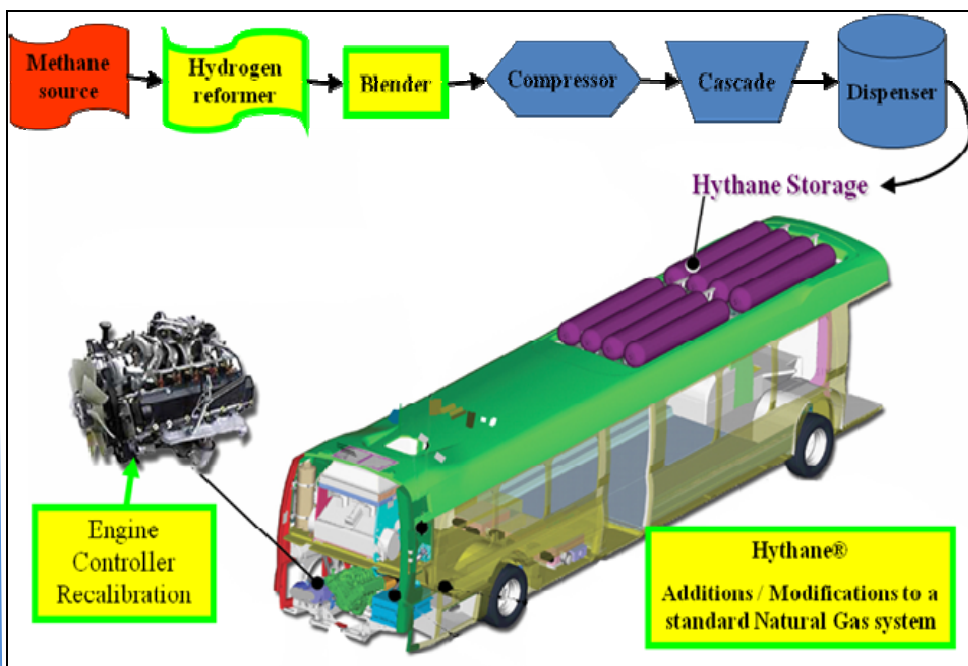 Methane
source
Hydrogen
reformer
Blender
Compressor
Cascade
Dispenser
Hythane Storage
Engine
Controller
Recalibration
Hythane®
Additions / Modifications to a
standard Natural Gas system